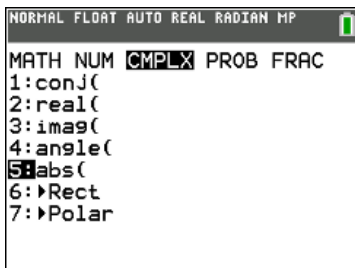 NORMAL FLOAT AUTO REAL RADIAN MP
MATH NUM CMPLX PROB FRAC
1:conj(
2:real(
3:imag(
4:angle(
5:abs(
6:▶Rect
7:▶Polar